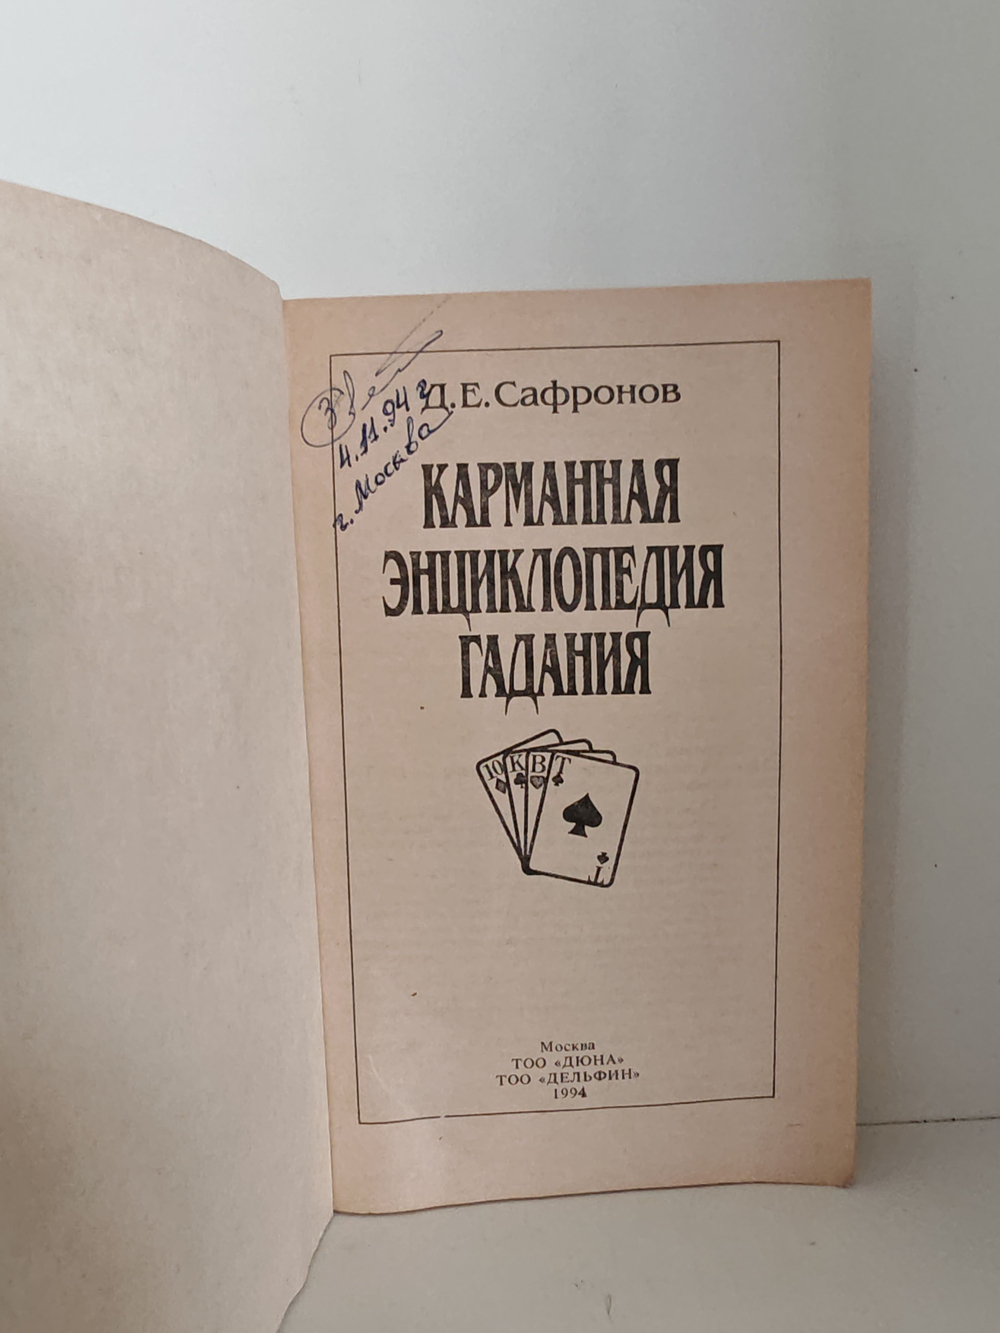 4.11.94 г
г. Москва
Д. Е. Сафронов
КАРМАННАЯ
ЭНЦИКЛОПЕДИЯ
ГАДАНИЯ
10 К В Т
Т
Москва
ТОО «ДЮНА»
ТОО «ДЕЛЬФИН»
1994